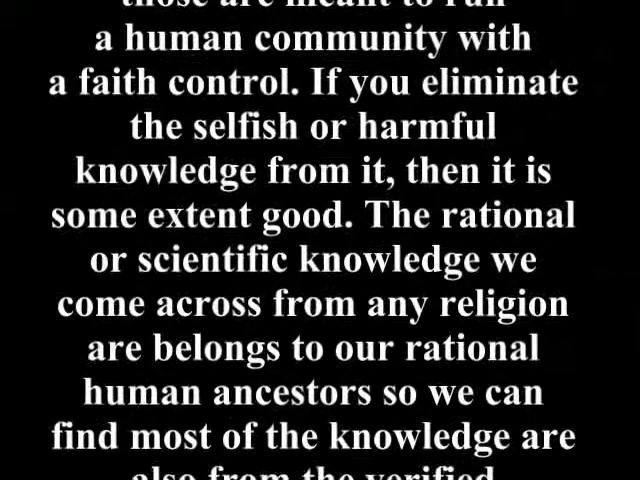 those are meant to run
a human community with
a faith control. If you eliminate
the selfish or harmful
knowledge from it, then it is
some extent good. The rational
or scientific knowledge we
come across from any religion
are belongs to our rational
human ancestors so we can
find most of the knowledge are
also from the verified